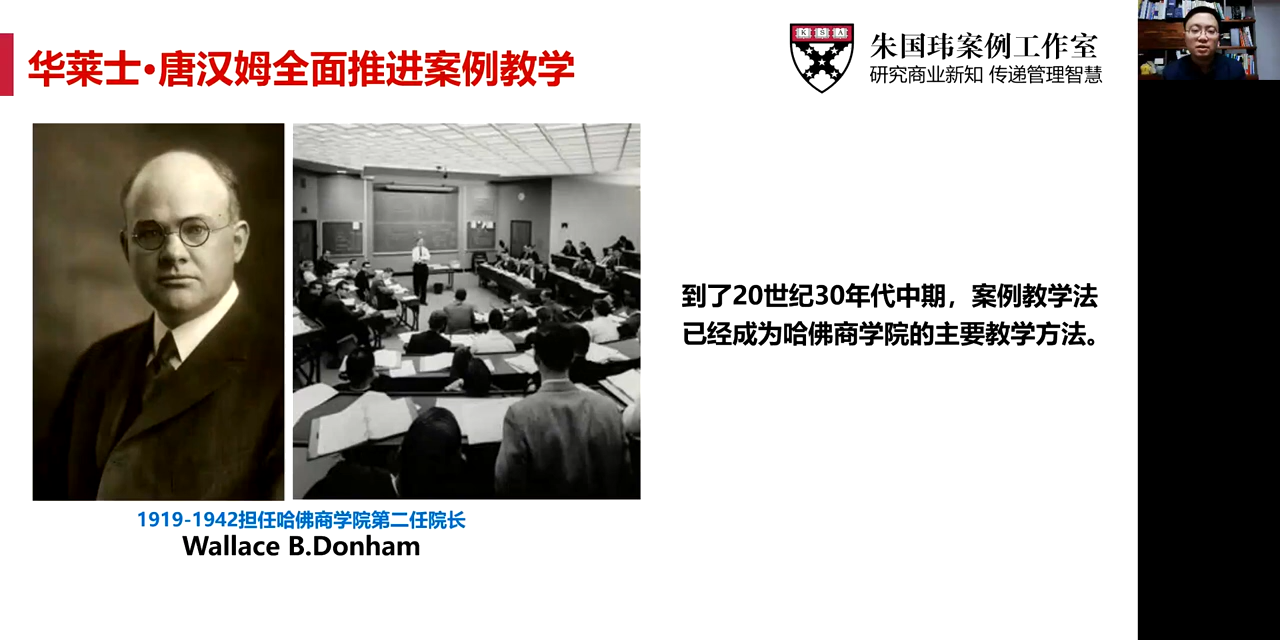 华莱士•唐汉姆全面推进案例教学
KSA
朱国玮案例工作室
研究商业新知 传递管理智慧
到了20世纪30年代中期，案例教学法
已经成为哈佛商学院的主要教学方法。
1919-1942担任哈佛商学院第二任院长
Wallace B.Donham